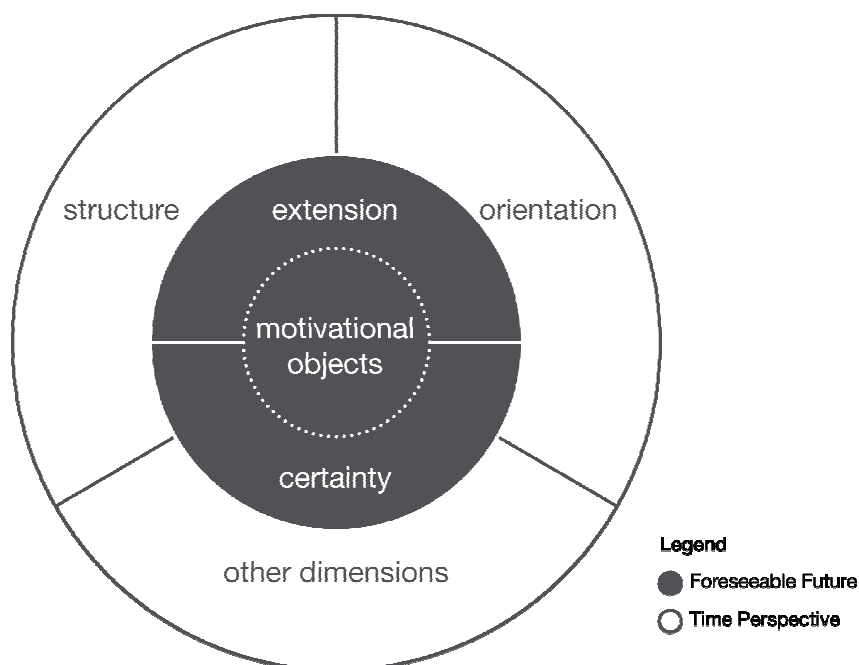 structure
extension
orientation
motivational
objects
certainty
other dimensions
Legend
Foreseeable Future
Time Perspective